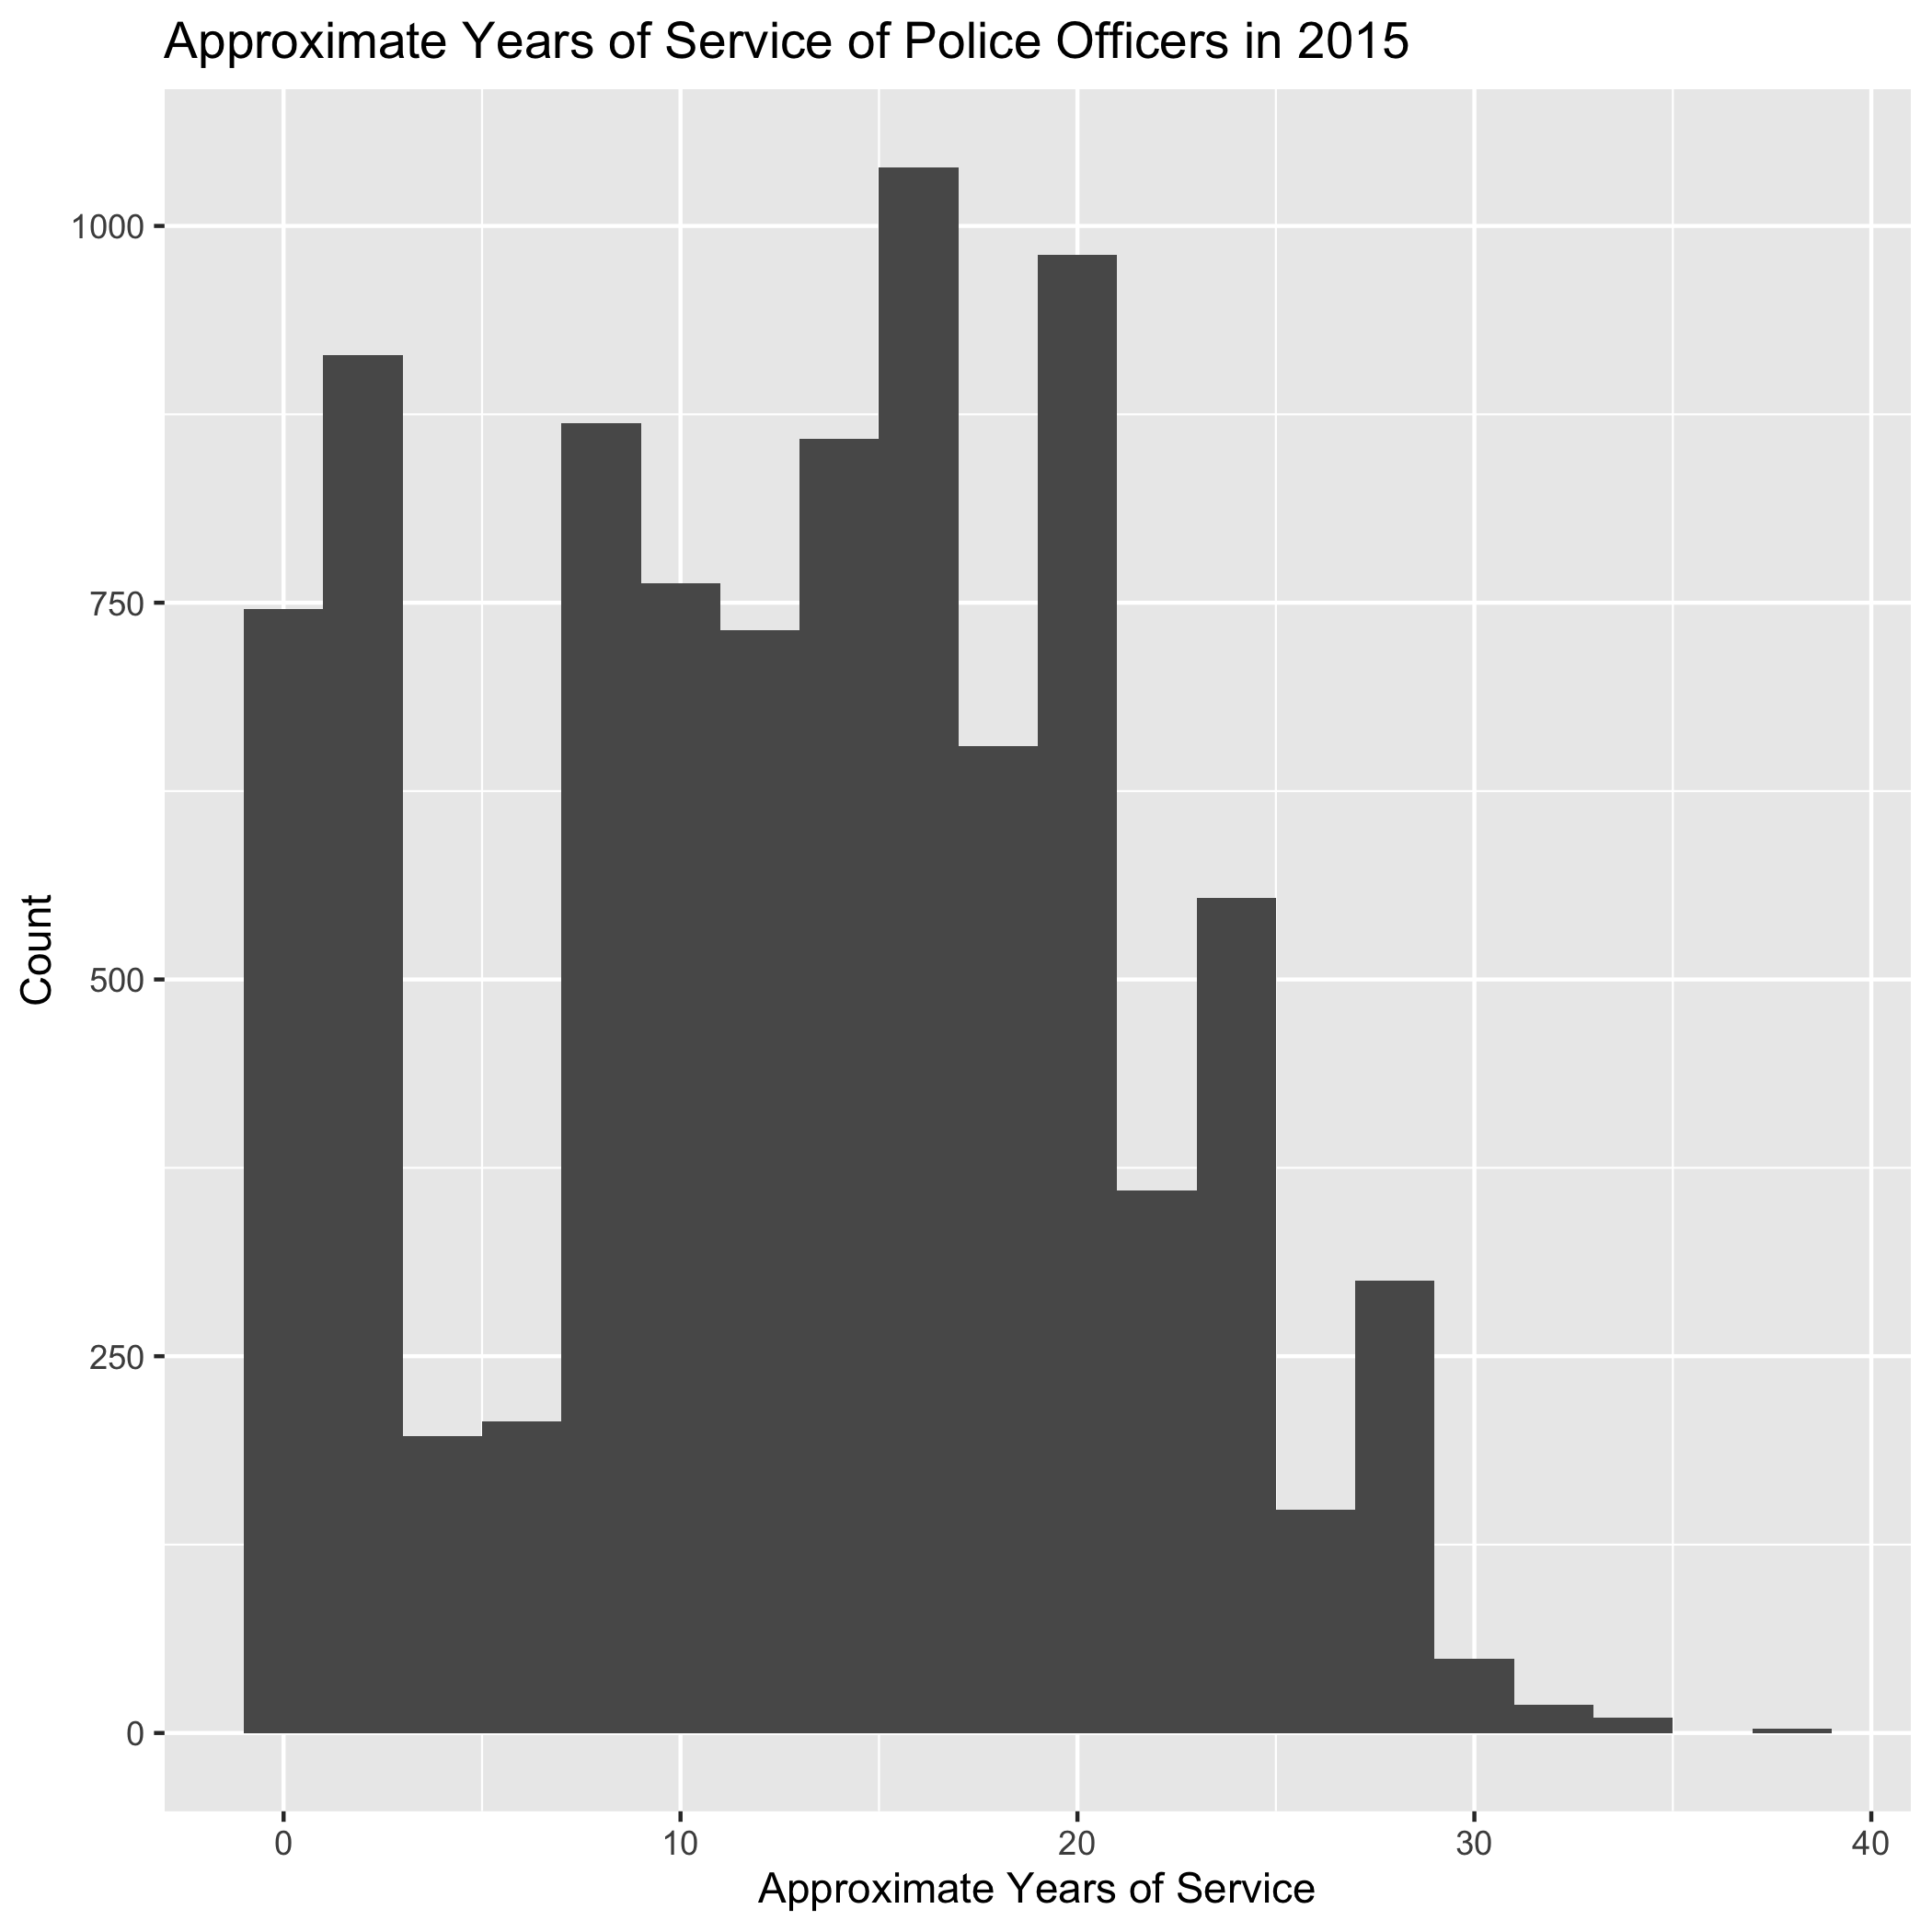 Approximate Years of Service of Police Officers in 2015
1000
750
500
250
0
Count
0 10 20 30 40
Approximate Years of Service